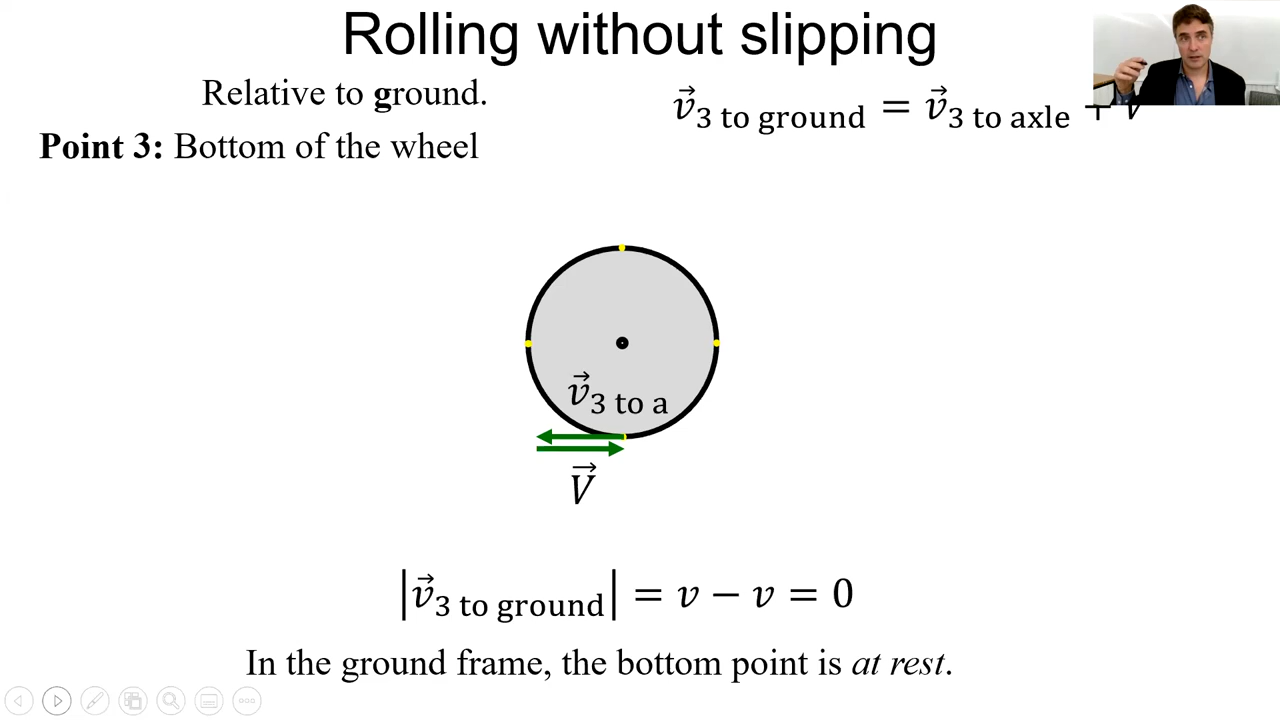 Rolling without slipping
Relative to ground.
v⃗₃ to ground = v⃗₃ to axle + V⃗
Point 3: Bottom of the wheel
v⃗₃ to a
V⃗
|v⃗₃ to ground| = v − v = 0
In the ground frame, the bottom point is at rest.